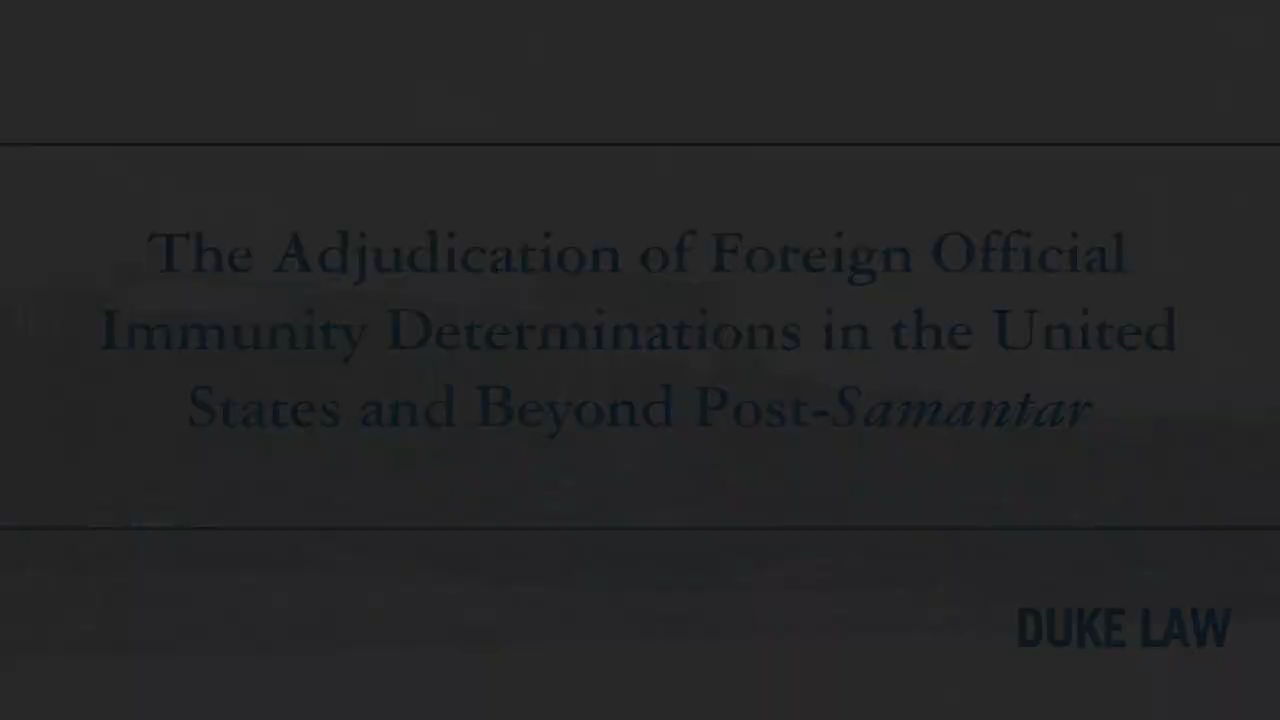 The Adjudication of Foreign Official
Immunity Determinations in the United
States and Beyond Post-Samantar
DUKE LAW